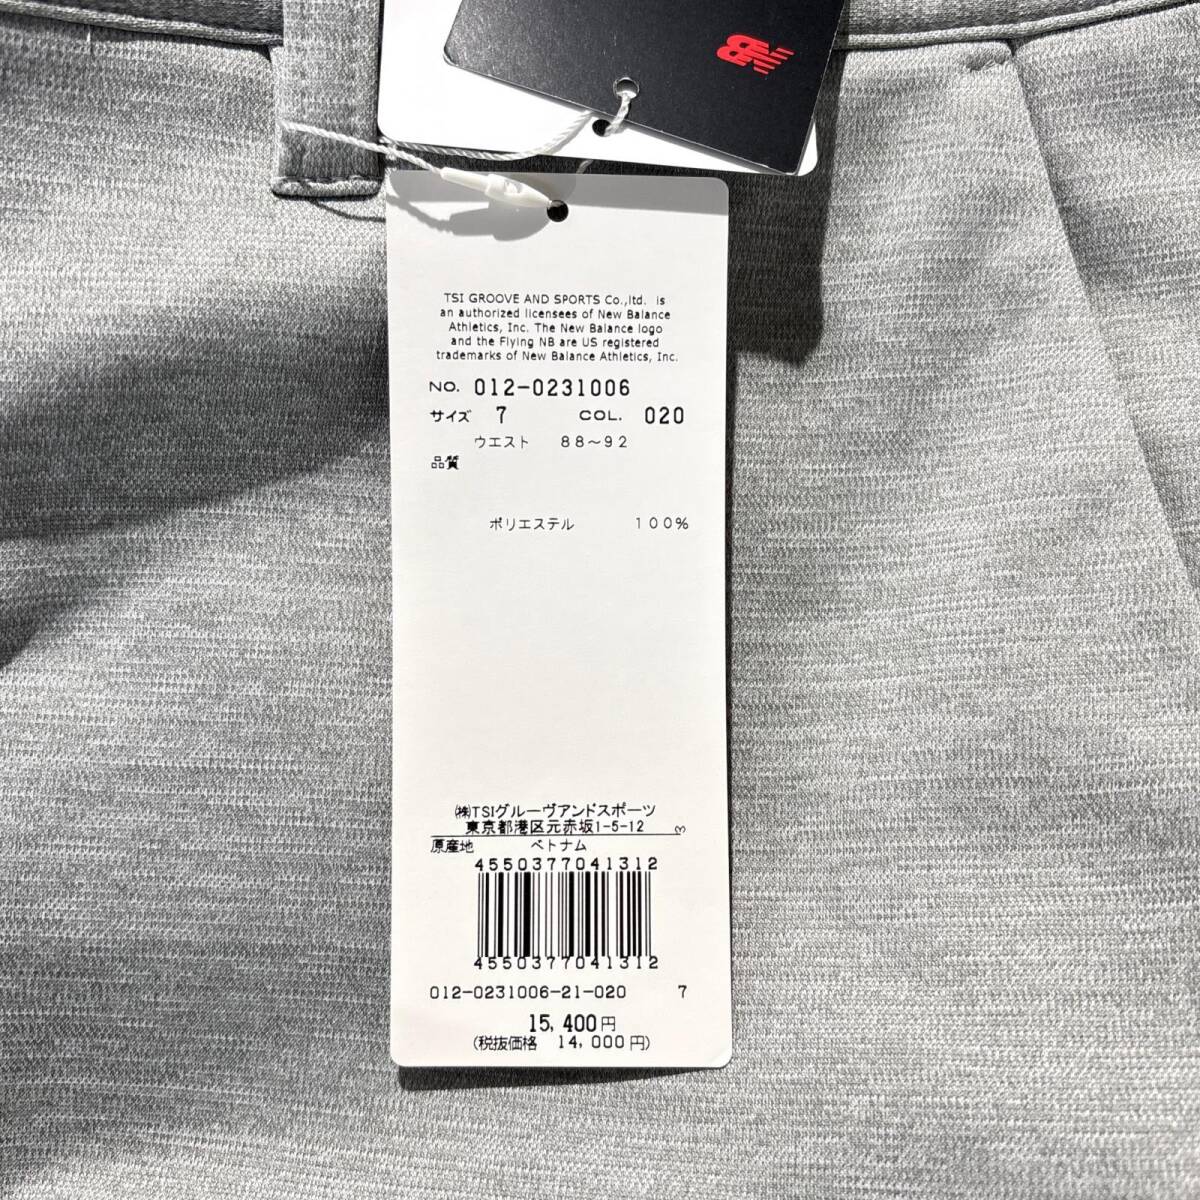 TSI GROOVE AND SPORTS Co.,ltd. is
an authorized licensees of New Balance
Athletics, Inc. The New Balance logo
and the Flying NB are US registered
trademarks of New Balance Athletics, Inc.
NO. 012-0231006
サイズ 7 COL. 020
ウエスト 88〜92
品質
ポリエステル 100%
㈱TSIグルーヴアンドスポーツ
東京都港区元赤坂1-5-12 3
原産地 ベトナム
4550377041312
4550377041312
012-0231006-21-020 7
15,400円
(税抜価格 14,000円)